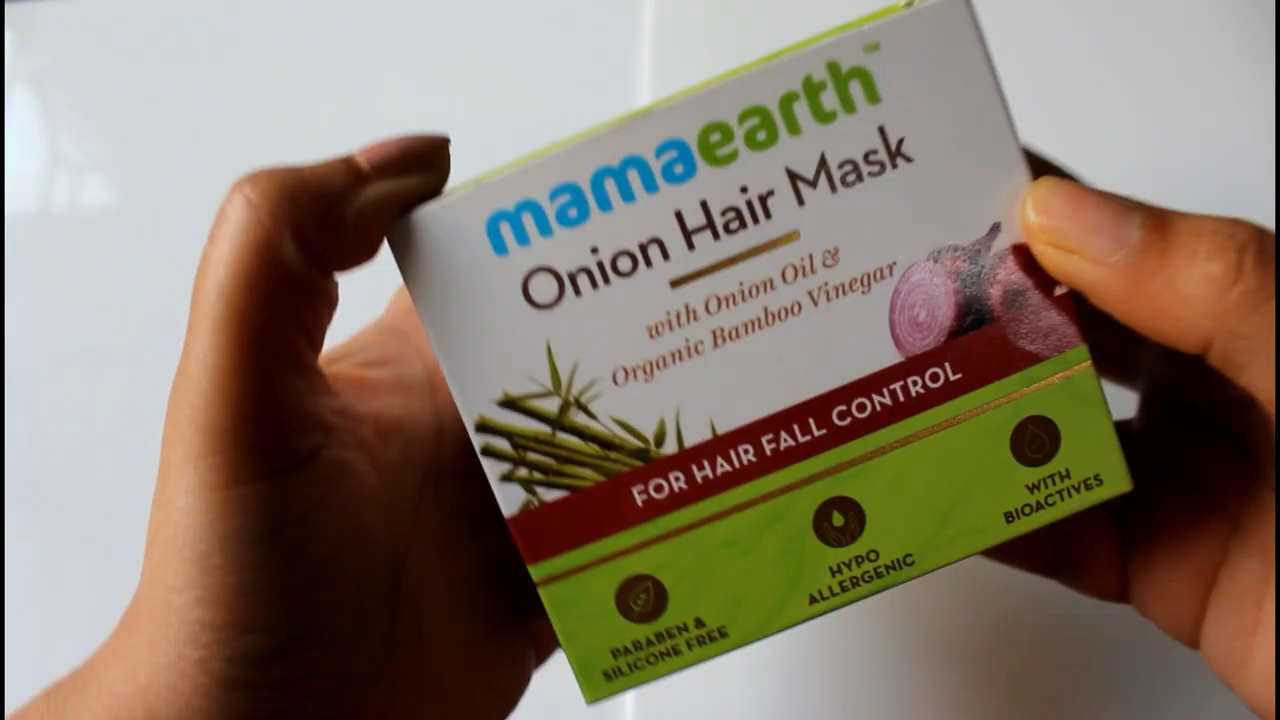 mamaearth™
Onion Hair Mask
with Onion Oil &
Organic Bamboo Vinegar
FOR HAIR FALL CONTROL
PARABEN &
SILICONE FREE
HYPO
ALLERGENIC
WITH
BIOACTIVES